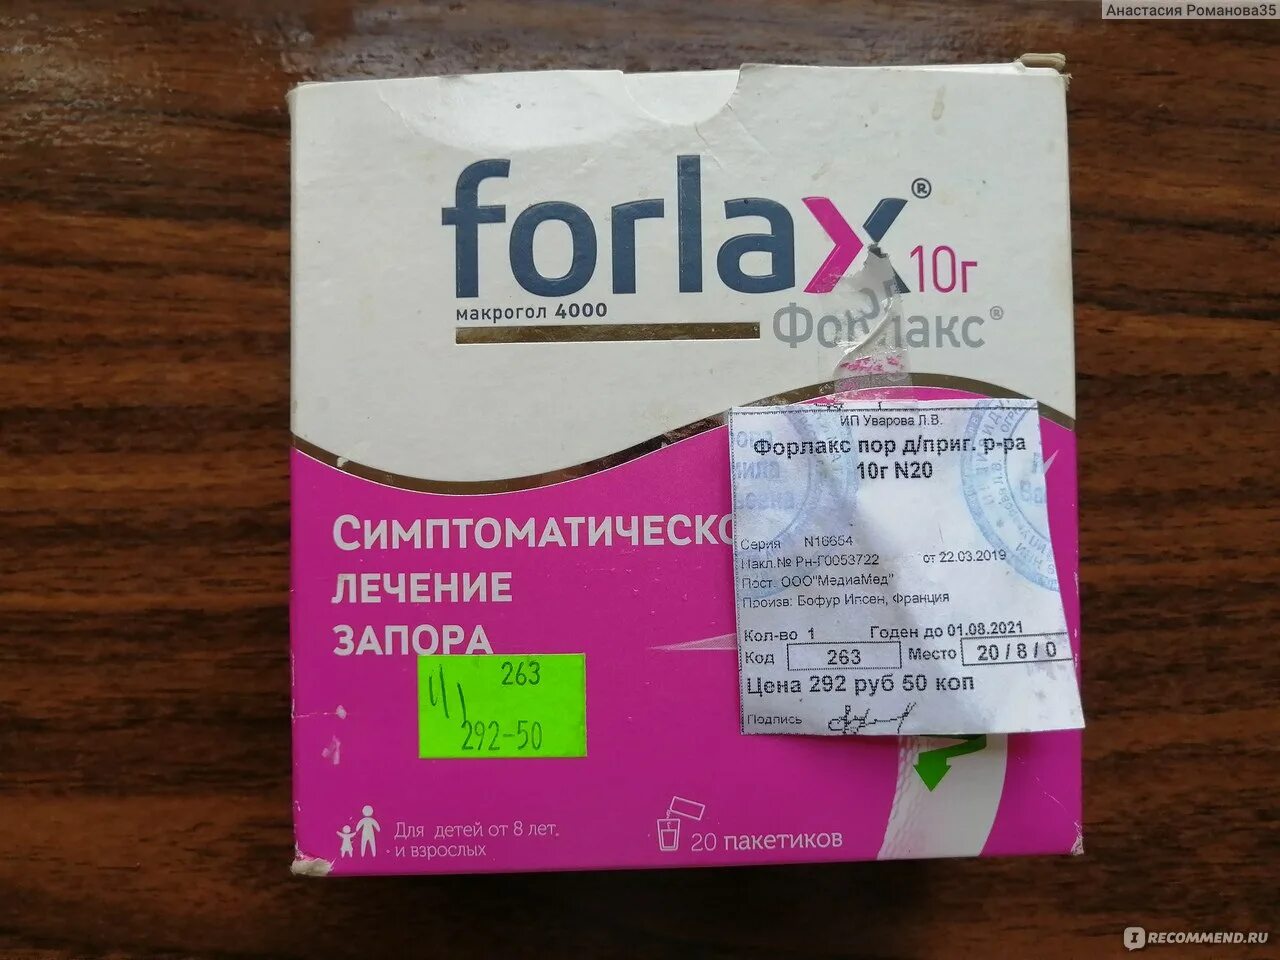 Анастасия Романова35
forlax®
10г
макрогол 4000
ИП Уварова Л.В.
Форлакс пор д/приг. р-ра
10г N20
Серия N16654
Накл.№ Рн-Г0053722 от 22.03.2019
Пост. ООО"МедиаМед"
Произв: Бофур Ипсен, Франция
Кол-во 1 Годен до 01.08.2021
Код 263 Место 20/8/0
Цена 292 руб 50 коп
Подпись
Симптоматическо
лечение
запора
263
292-50
Для детей от 8 лет.
и взрослых
20 пакетиков
IRECOMMEND.RU